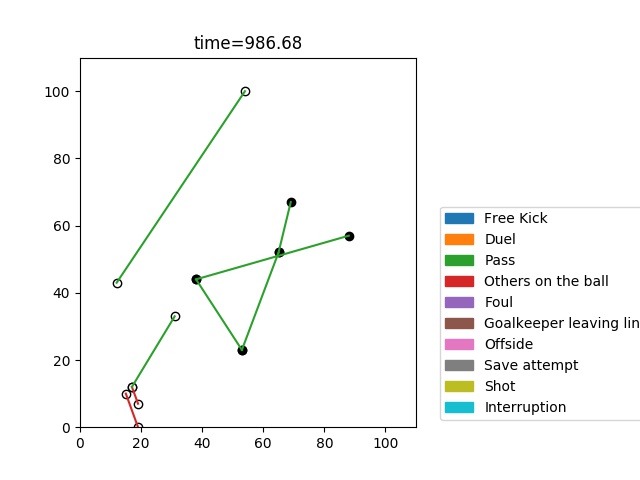 time=986.68
100
80
60
40
20
0
0 20 40 60 80 100
Free Kick
Duel
Pass
Others on the ball
Foul
Goalkeeper leaving lin
Offside
Save attempt
Shot
Interruption